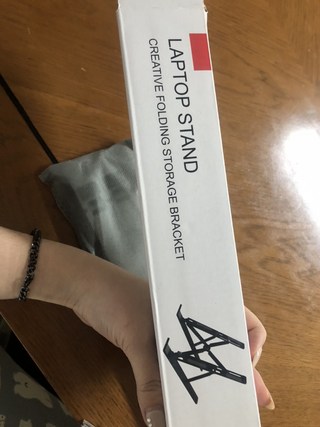 LAPTOP STAND
CREATIVE FOLDING STORAGE BRACKET